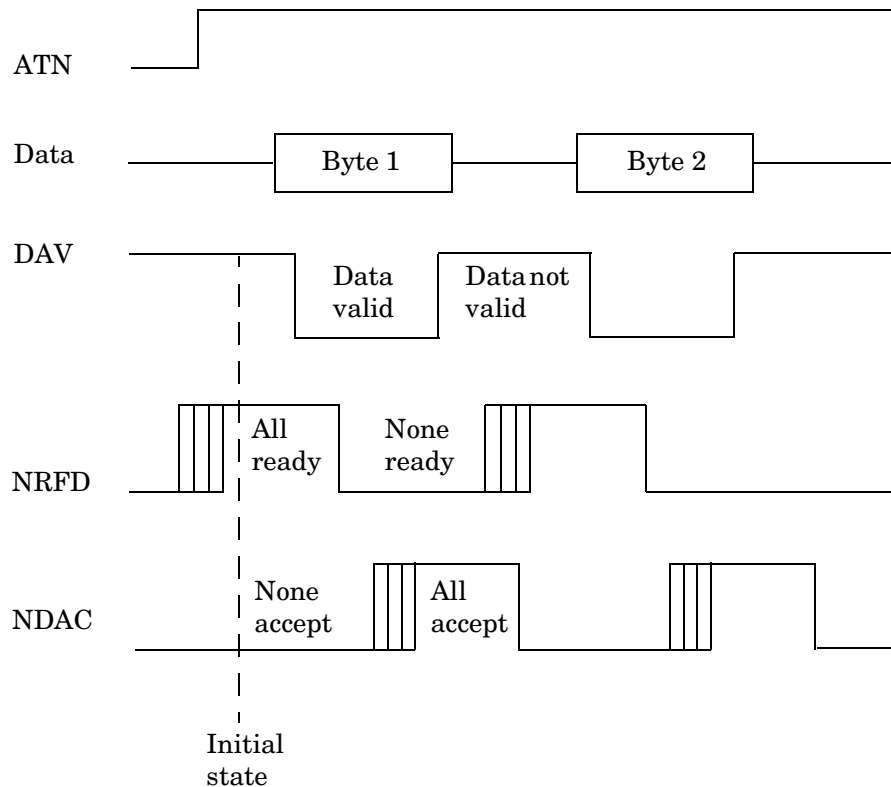 ATN
Data
Byte 1
Byte 2
DAV
Data
valid
Data not
valid
NRFD
All
ready
None
ready
NDAC
None
accept
All
accept
Initial
state